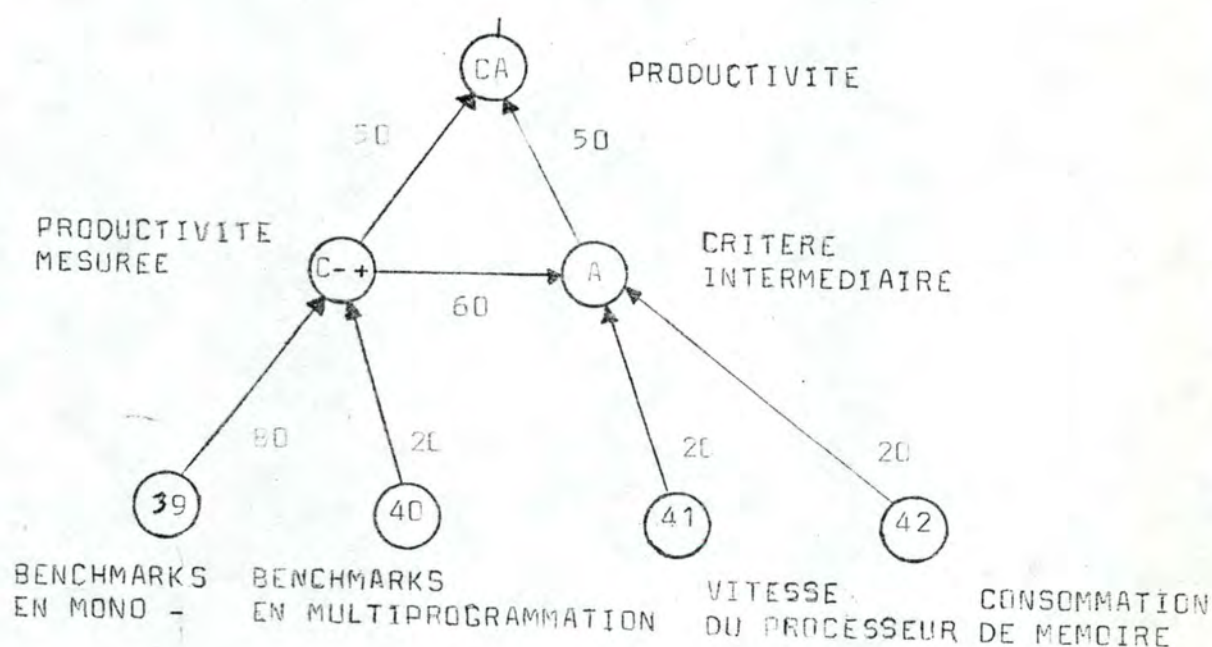 CA
PRODUCTIVITE
50
50
PRODUCTIVITE
MESUREE
C-+
A
CRITERE
INTERMEDIAIRE
60
80
20
20
20
39
40
41
42
BENCHMARKS
EN MONO -
BENCHMARKS
EN MULTIPROGRAMMATION
VITESSE
DU PROCESSEUR
CONSOMMATION
DE MEMOIRE